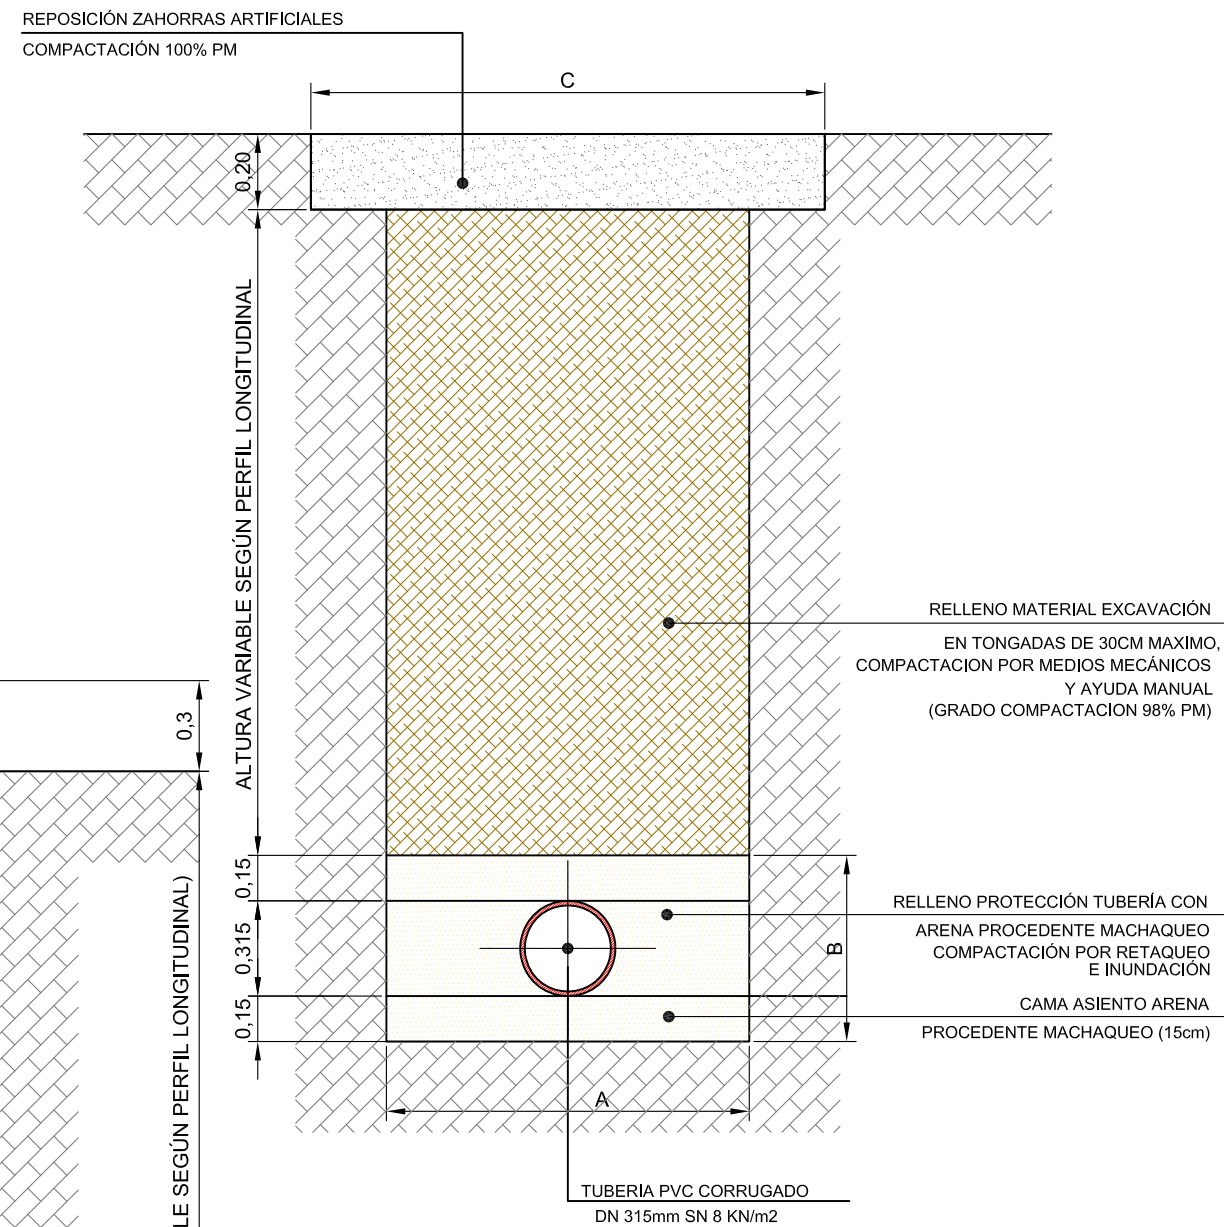 REPOSICIÓN ZAHORRAS ARTIFICIALES
COMPACTACIÓN 100% PM
C
0,20
ALTURA VARIABLE SEGÚN PERFIL LONGITUDINAL
RELLENO MATERIAL EXCAVACIÓN
EN TONGADAS DE 30CM MAXIMO,
COMPACTACION POR MEDIOS MECÁNICOS
Y AYUDA MANUAL
(GRADO COMPACTACION 98% PM)
0,3
0,15
0,315
0,15
B
RELLENO PROTECCIÓN TUBERÍA CON
ARENA PROCEDENTE MACHAQUEO
COMPACTACIÓN POR RETAQUEO
E INUNDACIÓN
CAMA ASIENTO ARENA
PROCEDENTE MACHAQUEO (15cm)
LE SEGÚN PERFIL LONGITUDINAL)
A
TUBERIA PVC CORRUGADO
DN 315mm SN 8 KN/m2